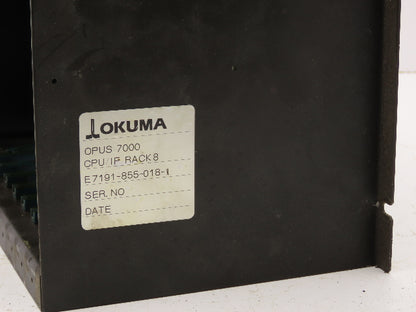 OKUMA
OPUS 7000
CPU IP RACK8
E7191-855-018-1
SER. NO
DATE